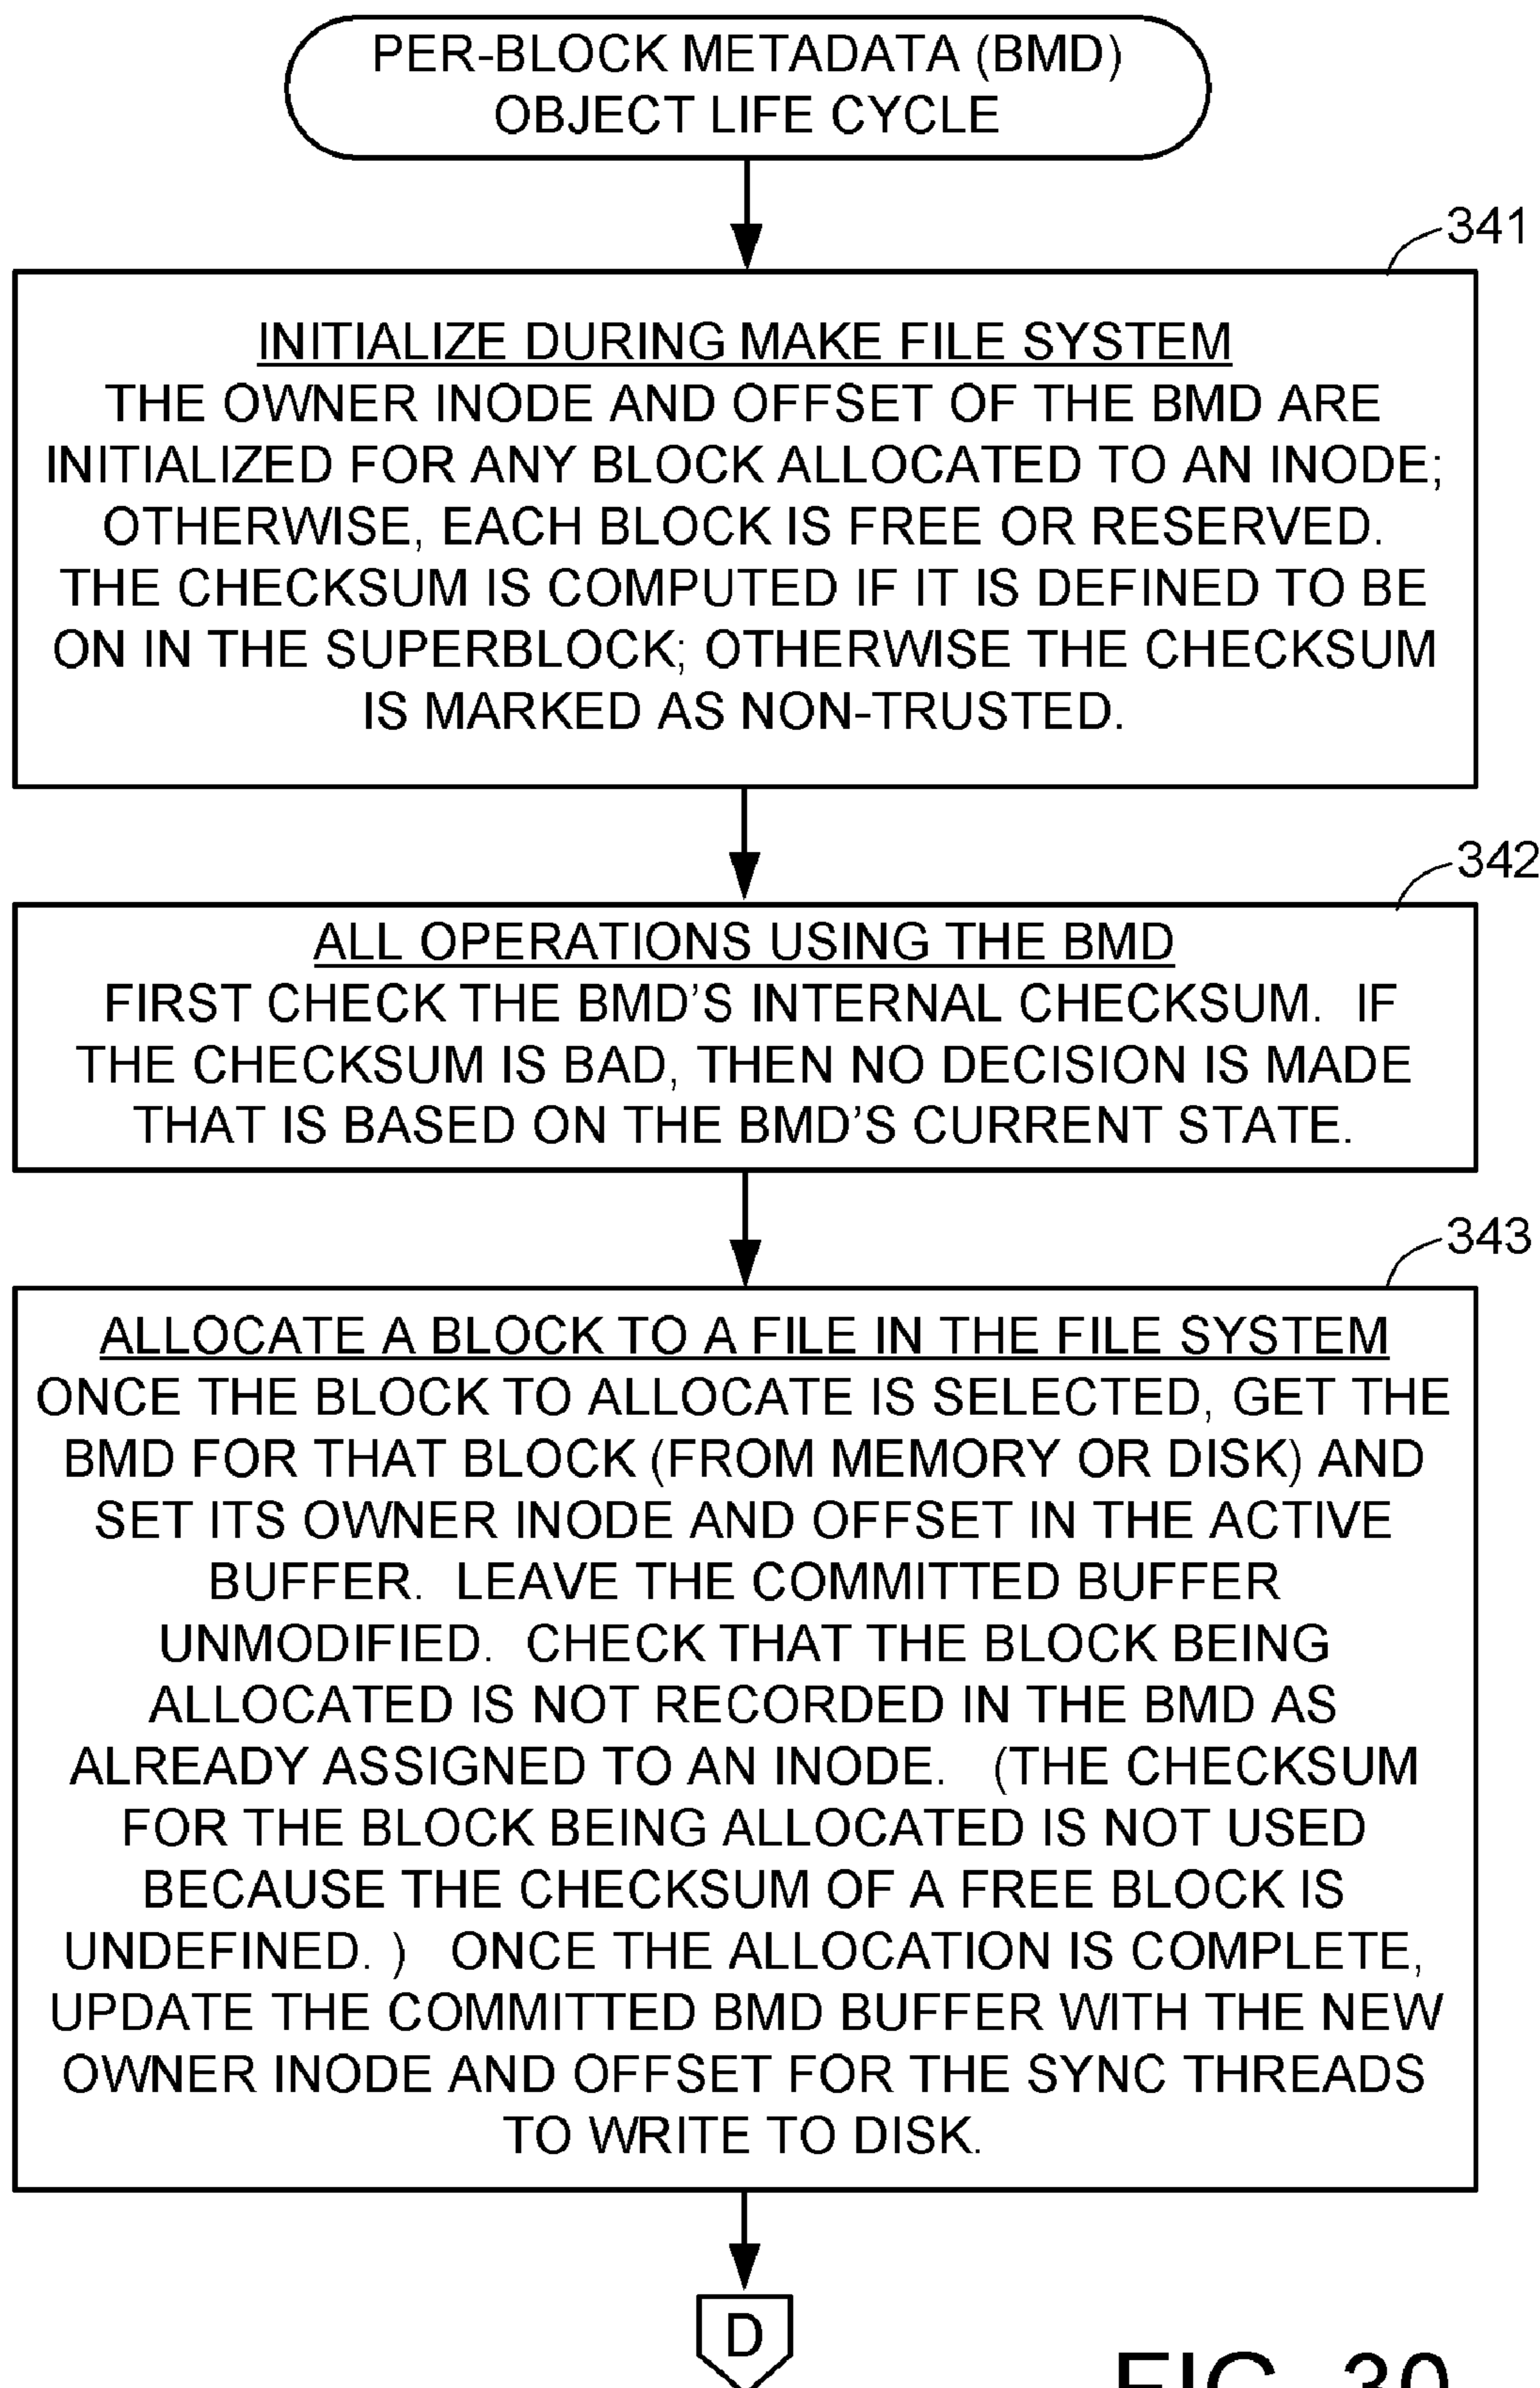 PER-BLOCK METADATA (BMD)
OBJECT LIFE CYCLE
341
INITIALIZE DURING MAKE FILE SYSTEM
THE OWNER INODE AND OFFSET OF THE BMD ARE
INITIALIZED FOR ANY BLOCK ALLOCATED TO AN INODE;
OTHERWISE, EACH BLOCK IS FREE OR RESERVED.
THE CHECKSUM IS COMPUTED IF IT IS DEFINED TO BE
ON IN THE SUPERBLOCK; OTHERWISE THE CHECKSUM
IS MARKED AS NON-TRUSTED.
342
ALL OPERATIONS USING THE BMD
FIRST CHECK THE BMD'S INTERNAL CHECKSUM.  IF
THE CHECKSUM IS BAD, THEN NO DECISION IS MADE
THAT IS BASED ON THE BMD'S CURRENT STATE.
343
ALLOCATE A BLOCK TO A FILE IN THE FILE SYSTEM
ONCE THE BLOCK TO ALLOCATE IS SELECTED, GET THE
BMD FOR THAT BLOCK (FROM MEMORY OR DISK) AND
SET ITS OWNER INODE AND OFFSET IN THE ACTIVE
BUFFER.  LEAVE THE COMMITTED BUFFER
UNMODIFIED.  CHECK THAT THE BLOCK BEING
ALLOCATED IS NOT RECORDED IN THE BMD AS
ALREADY ASSIGNED TO AN INODE.   (THE CHECKSUM
FOR THE BLOCK BEING ALLOCATED IS NOT USED
BECAUSE THE CHECKSUM OF A FREE BLOCK IS
UNDEFINED. )   ONCE THE ALLOCATION IS COMPLETE,
UPDATE THE COMMITTED BMD BUFFER WITH THE NEW
OWNER INODE AND OFFSET FOR THE SYNC THREADS
TO WRITE TO DISK.
D
FIG. 30